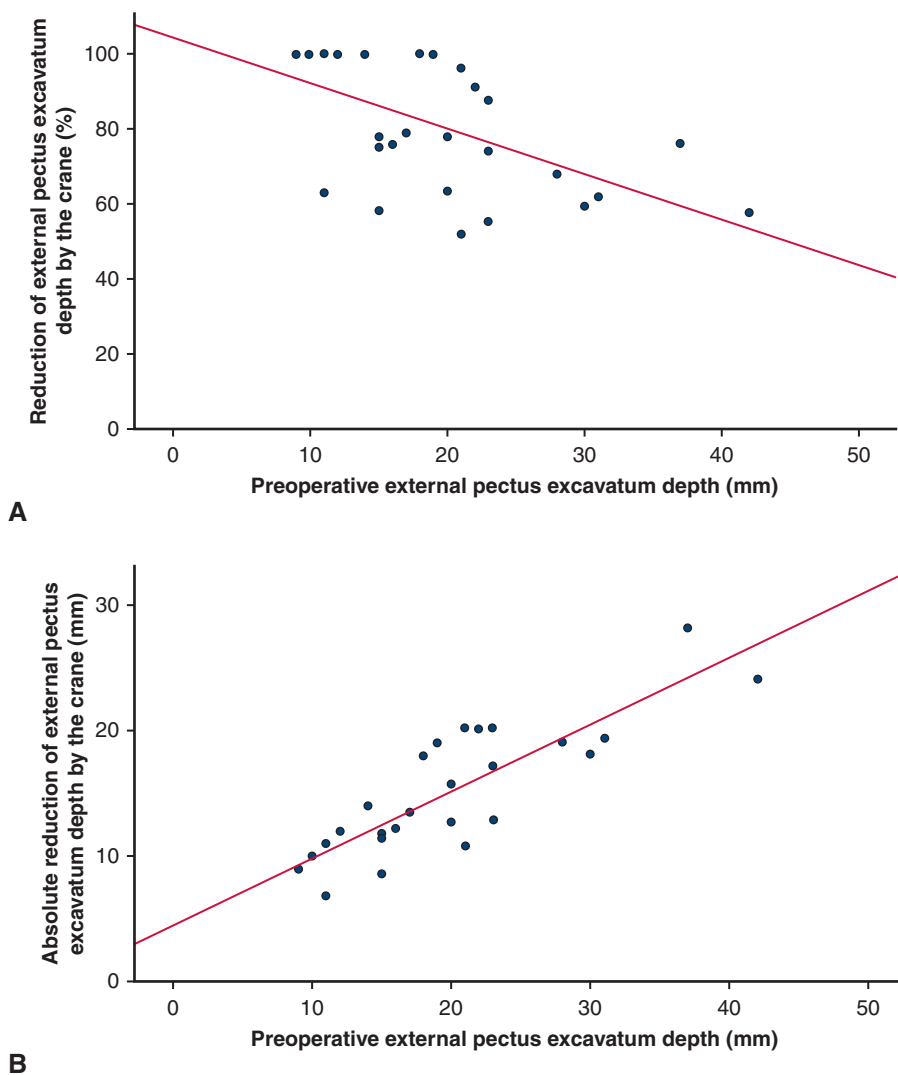 Reduction of external pectus excavatum
depth by the crane (%)
100
80
60
40
20
0
0 10 20 30 40 50
Preoperative external pectus excavatum depth (mm)
A
Absolute reduction of external pectus
excavatum depth by the crane (mm)
30
20
10
0
0 10 20 30 40 50
Preoperative external pectus excavatum depth (mm)
B